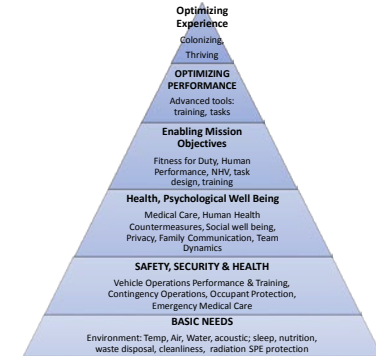 Optimizing
Experience
Colonizing,
Thriving
OPTIMIZING
PERFORMANCE
Advanced tools:
training, tasks
Enabling Mission
Objectives
Fitness for Duty, Human
Performance, NHV, task
design, training
Health, Psychological Well Being
Medical Care, Human Health
Countermeasures, Social well being,
Privacy, Family Communication, Team
Dynamics
SAFETY, SECURITY & HEALTH
Vehicle Operations Performance & Training,
Contingency Operations, Occupant Protection,
Emergency Medical Care
BASIC NEEDS
Environment: Temp, Air, Water, acoustic; sleep, nutrition,
waste disposal, cleanliness, radiation SPE protection